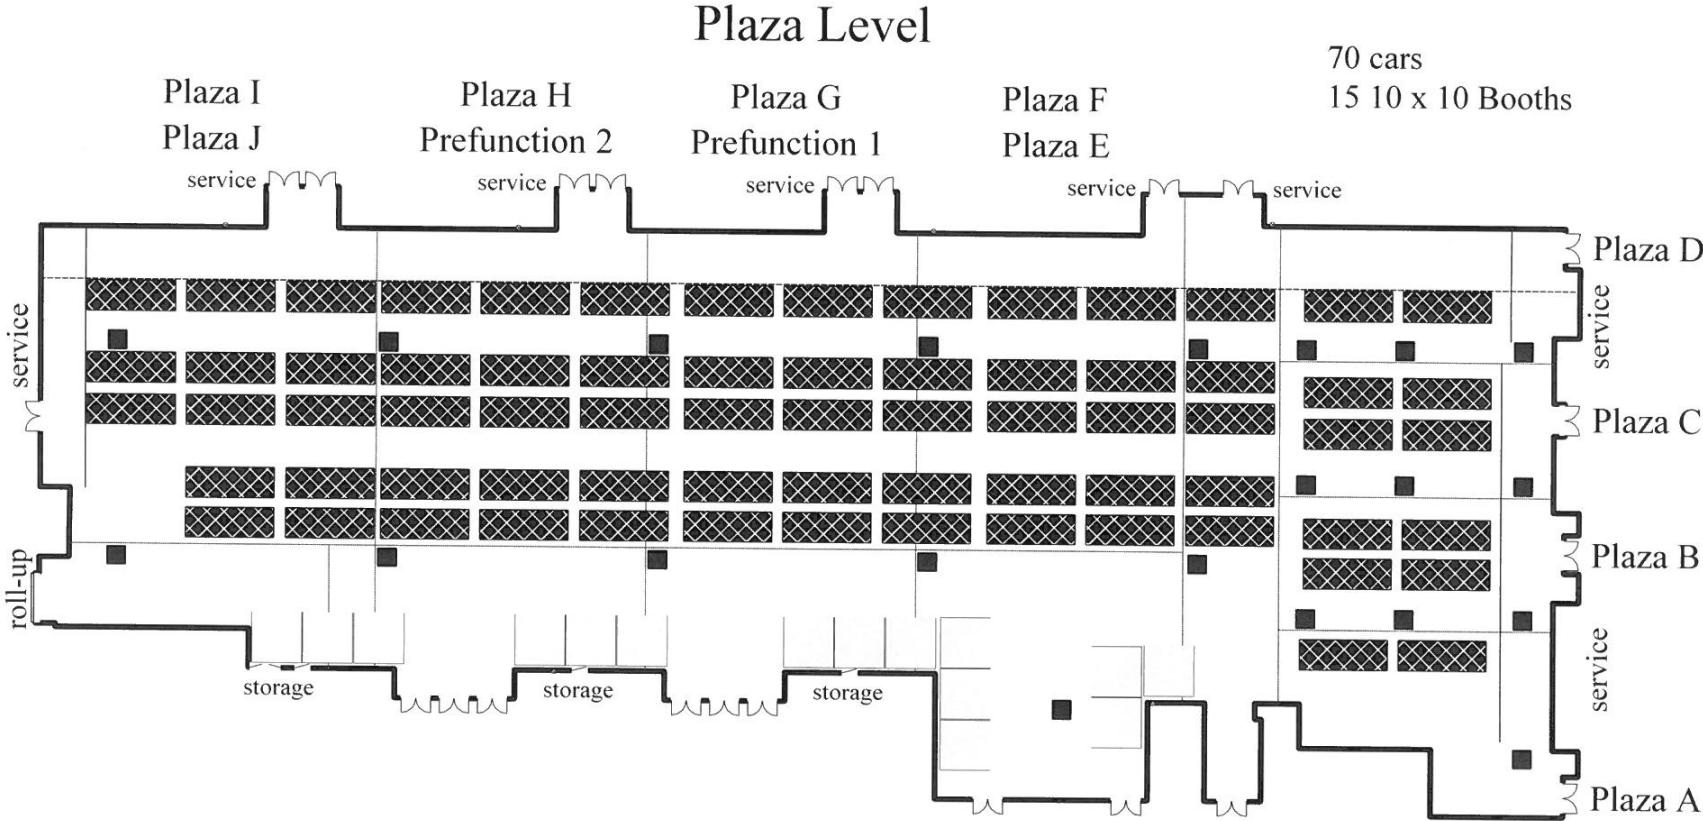 Plaza Level
70 cars
15 10 x 10 Booths
Plaza I
Plaza J
Plaza H
Prefunction 2
Plaza G
Prefunction 1
Plaza F
Plaza E
service
service
service
service
service
Plaza D
service
service
Plaza C
Plaza B
roll-up
service
storage
storage
storage
Plaza A